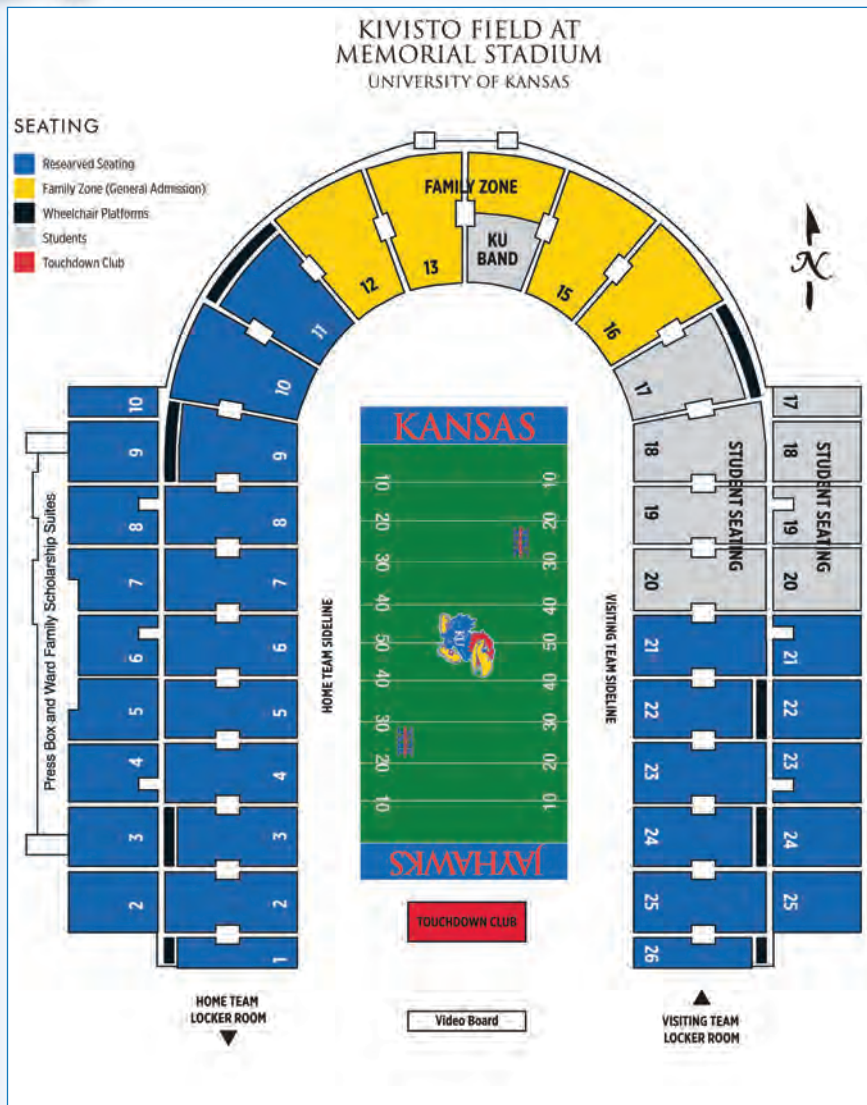 KIVISTO FIELD AT
MEMORIAL STADIUM
UNIVERSITY OF KANSAS
SEATING
Researved Seating
Family Zone (General Admission)
Wheelchair Platforms
Students
Touchdown Club
N
FAMILY ZONE
KU
BAND
12
13
15
16
11
10
17
10
9
8
7
6
5
4
3
2
9
8
7
6
5
4
3
2
1
Press Box and Ward Family Scholarship Suites
HOME TEAM SIDELINE
KANSAS
10 10
20 20
30 30
40 40
50 50
KU
40 40
30 30
20 20
10 10
JAYHAWKS
VISITING TEAM SIDELINE
18
19
20
STUDENT SEATING
21
22
23
24
25
26
17
18
19
20
STUDENT SEATING
21
22
23
24
25
TOUCHDOWN CLUB
HOME TEAM
LOCKER ROOM
Video Board
VISITING TEAM
LOCKER ROOM